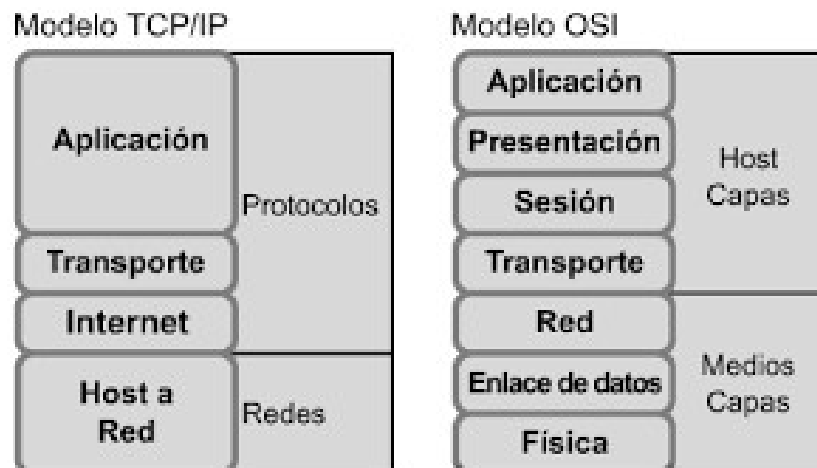 Modelo TCP/IP
Aplicación
Transporte
Internet
Host a
Red
Protocolos
Redes
Modelo OSI
Aplicación
Presentación
Sesión
Transporte
Red
Enlace de datos
Física
Host
Capas
Medios
Capas